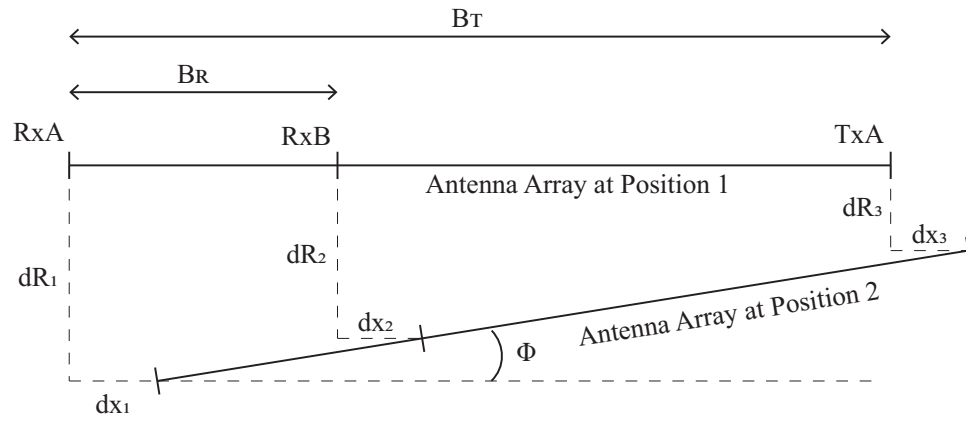 BT
BR
RxA
RxB
TxA
Antenna Array at Position 1
dR₃
dx₃
dR₂
dR₁
dx₂
Antenna Array at Position 2
Φ
dx₁